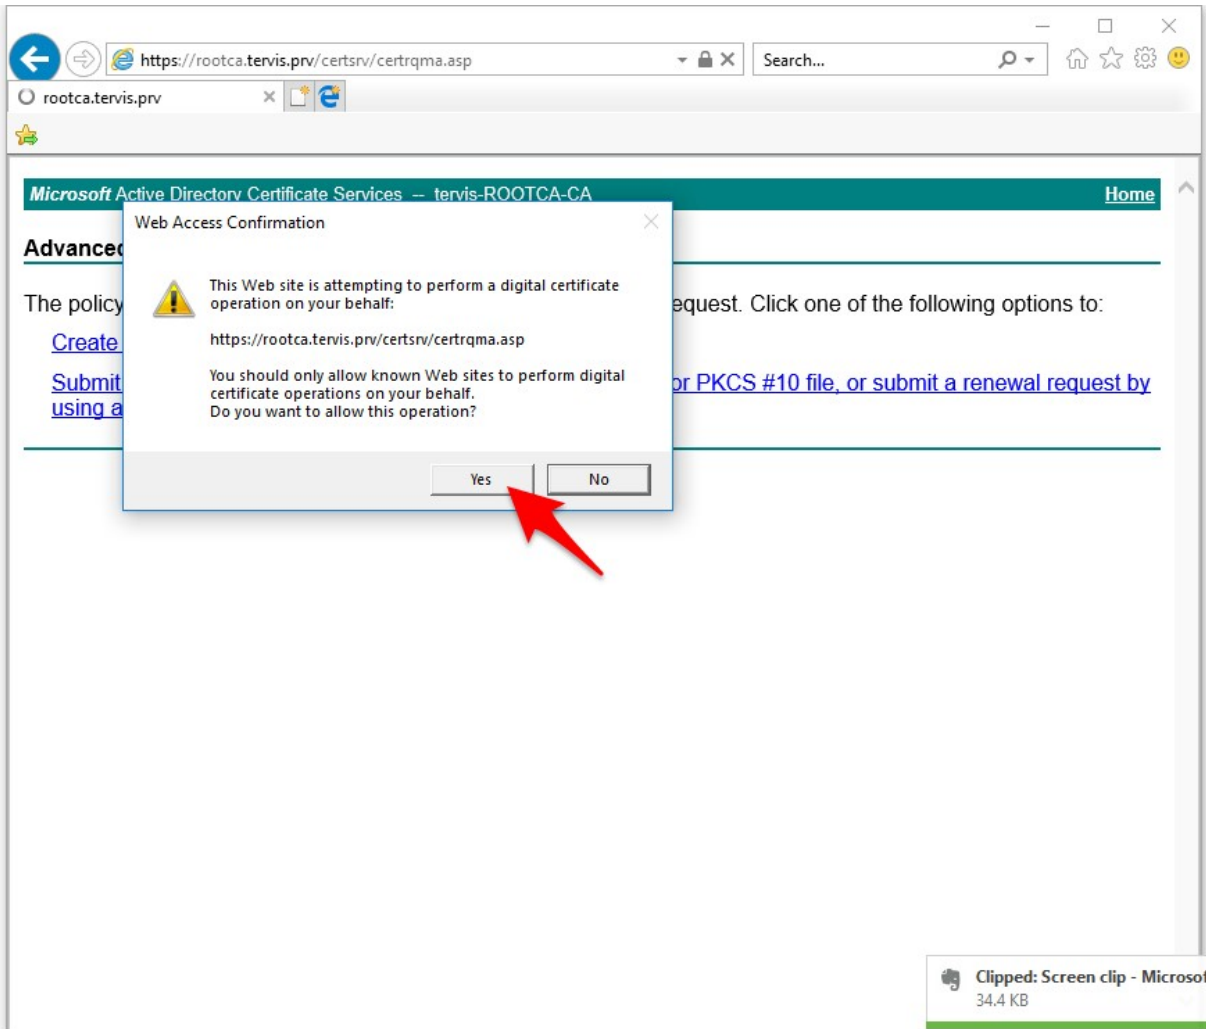 https://rootca.tervis.prv/certsrv/certrqma.asp
Search...
rootca.tervis.prv
Microsoft Active Directory Certificate Services -- tervis-ROOTCA-CA
Home
Web Access Confirmation
Advanced
This Web site is attempting to perform a digital certificate
operation on your behalf:
The policy
equest. Click one of the following options to:
https://rootca.tervis.prv/certsrv/certrqma.asp
Create
You should only allow known Web sites to perform digital
certificate operations on your behalf.
Do you want to allow this operation?
Submit
or PKCS #10 file, or submit a renewal request by
using a
Yes
No
Clipped: Screen clip - Microsof
34.4 KB